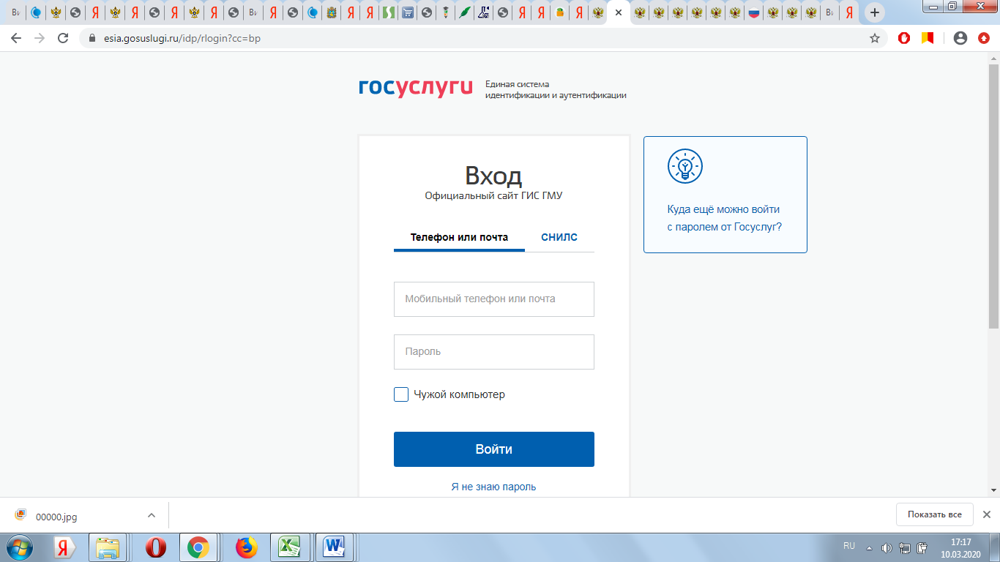 esia.gosuslugi.ru/idp/rlogin?cc=bp
госуслуги
Единая система
идентификации и аутентификации
Вход
Официальный сайт ГИС ГМУ
Телефон или почта
СНИЛС
Мобильный телефон или почта
Пароль
Чужой компьютер
Войти
Я не знаю пароль
Куда ещё можно войти
с паролем от Госуслуг?
00000.jpg
Показать все
RU
17:17
10.03.2020